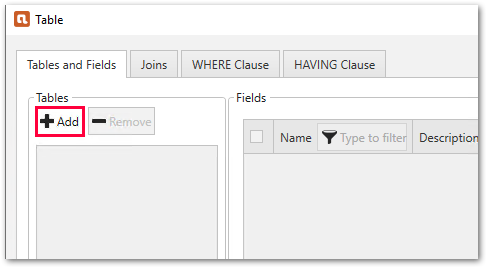 Table
Tables and Fields Joins WHERE Clause HAVING Clause
Tables Fields
Add Remove
Name Type to filter Description